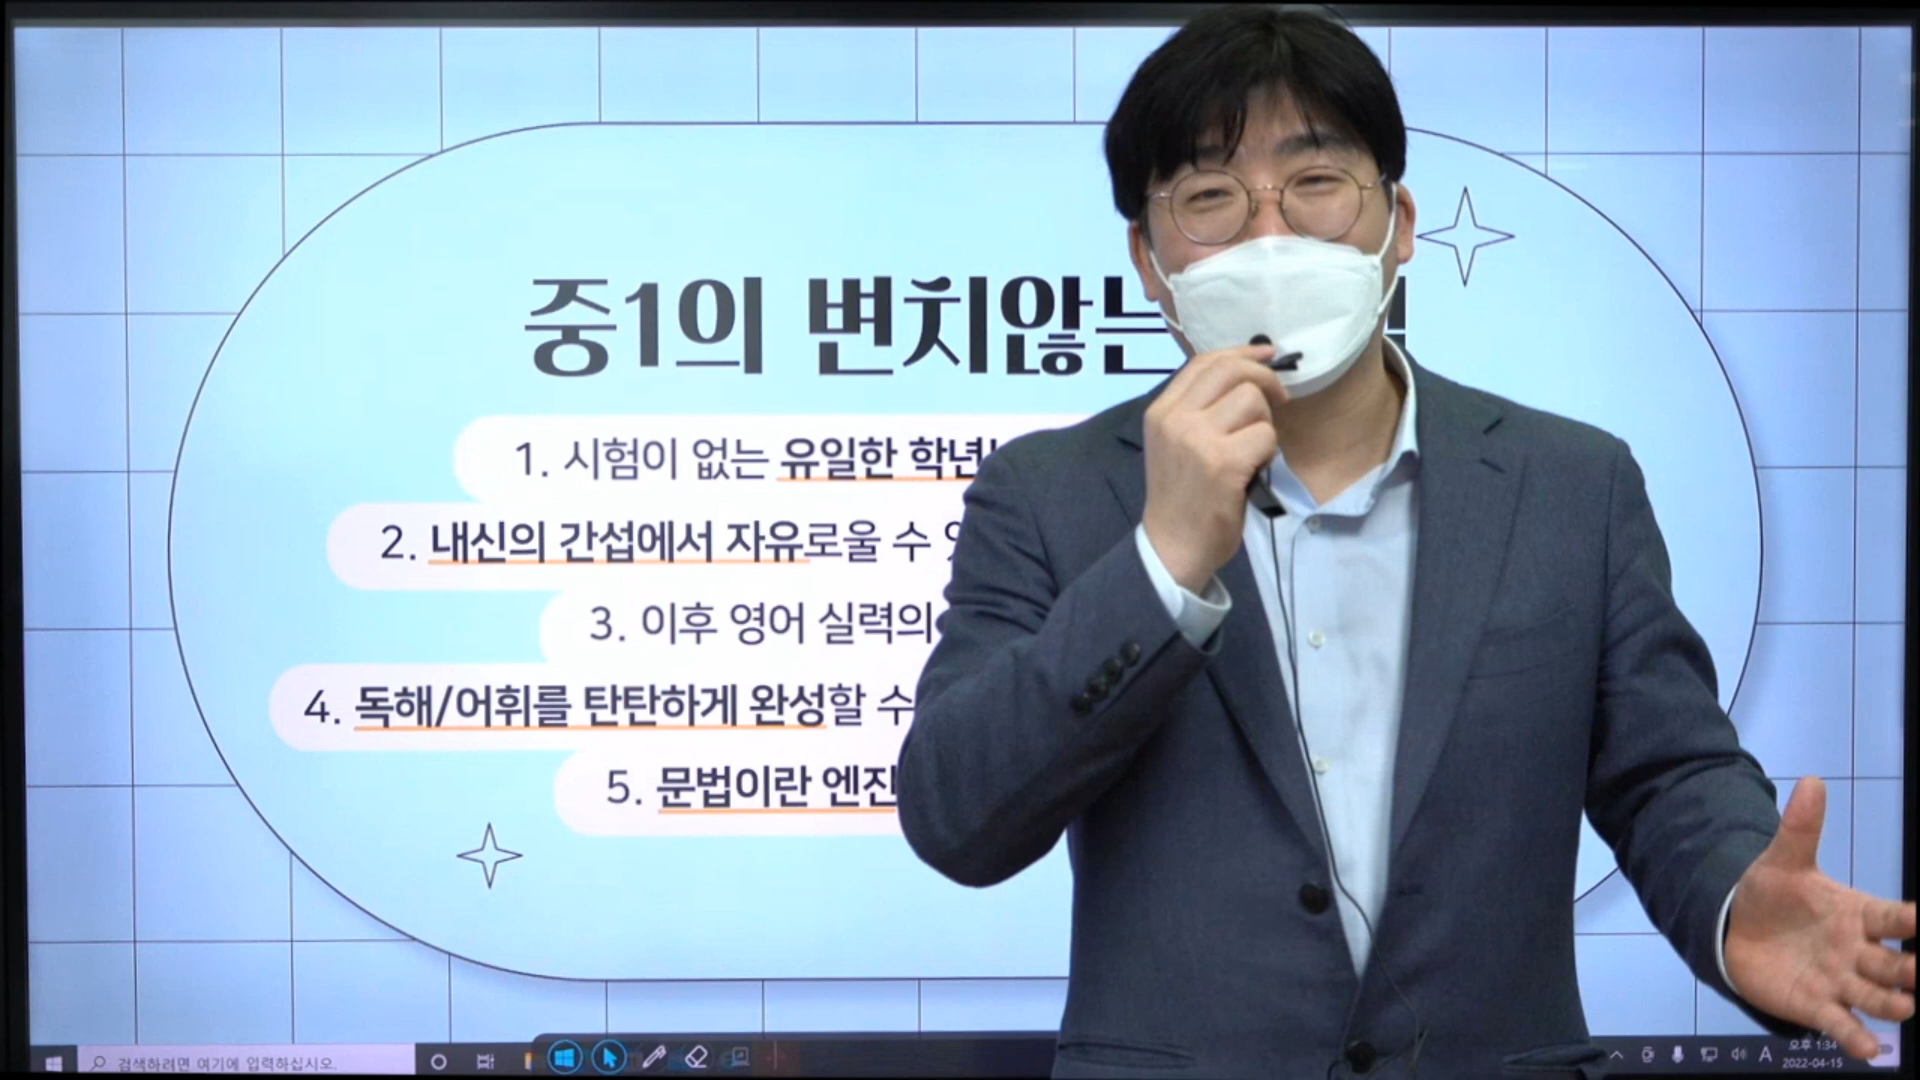 중1의 변치않는
1. 시험이 없는 유일한 학년
2. 내신의 간섭에서 자유로울 수
3. 이후 영어 실력의
4. 독해/어휘를 탄탄하게 완성할 수
5. 문법이란 엔진
검색하려면 여기에 입력하십시오.
A
오후 1:34
2022-04-15